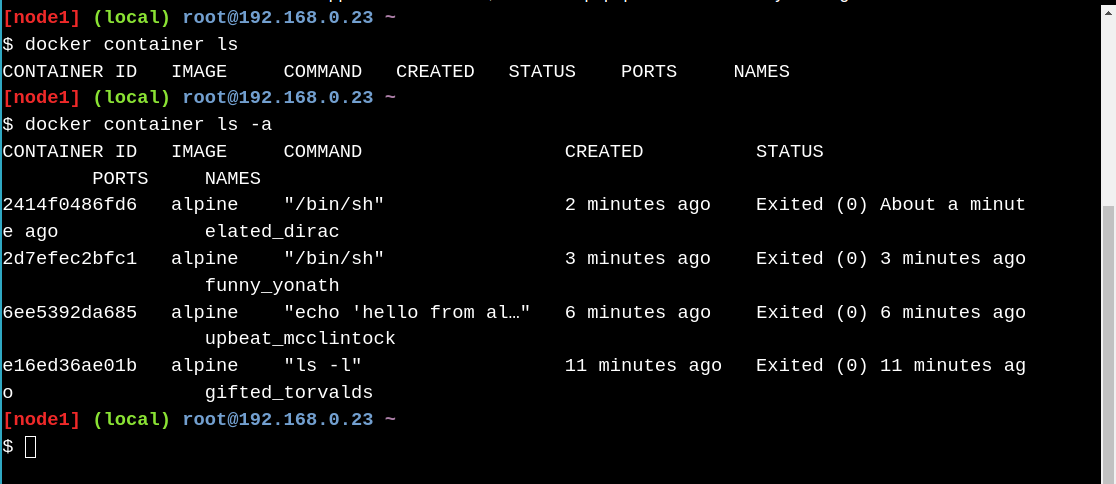 [node1] (local) root@192.168.0.23 ~
$ docker container ls
CONTAINER ID   IMAGE     COMMAND   CREATED   STATUS    PORTS     NAMES
[node1] (local) root@192.168.0.23 ~
$ docker container ls -a
CONTAINER ID   IMAGE     COMMAND                  CREATED          STATUS
        PORTS     NAMES
2414f0486fd6   alpine    "/bin/sh"                2 minutes ago    Exited (0) About a minut
e ago             elated_dirac
2d7efec2bfc1   alpine    "/bin/sh"                3 minutes ago    Exited (0) 3 minutes ago
                  funny_yonath
6ee5392da685   alpine    "echo 'hello from al…"   6 minutes ago    Exited (0) 6 minutes ago
                  upbeat_mcclintock
e16ed36ae01b   alpine    "ls -l"                  11 minutes ago   Exited (0) 11 minutes ag
o                 gifted_torvalds
[node1] (local) root@192.168.0.23 ~
$